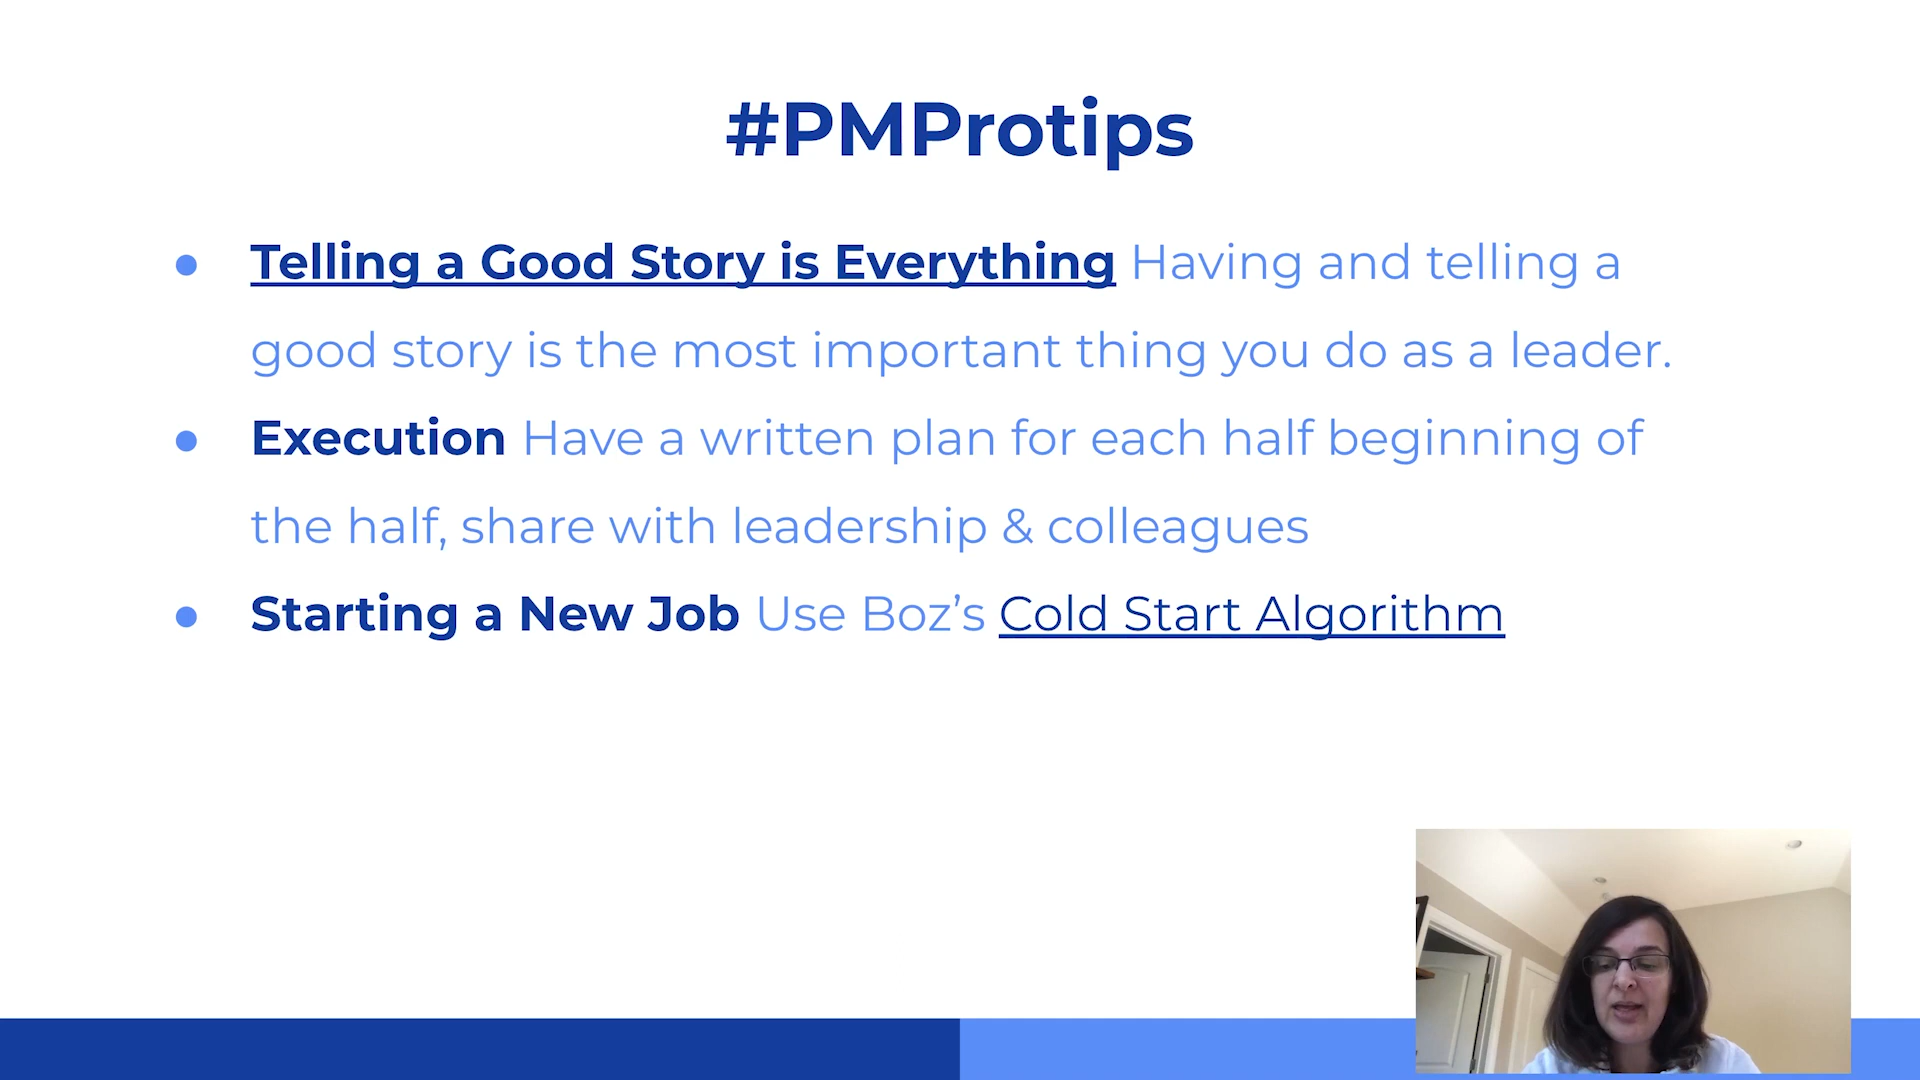 #PMProtips
● Telling a Good Story is Everything Having and telling a
good story is the most important thing you do as a leader.
● Execution Have a written plan for each half beginning of
the half, share with leadership & colleagues
● Starting a New Job Use Boz’s Cold Start Algorithm